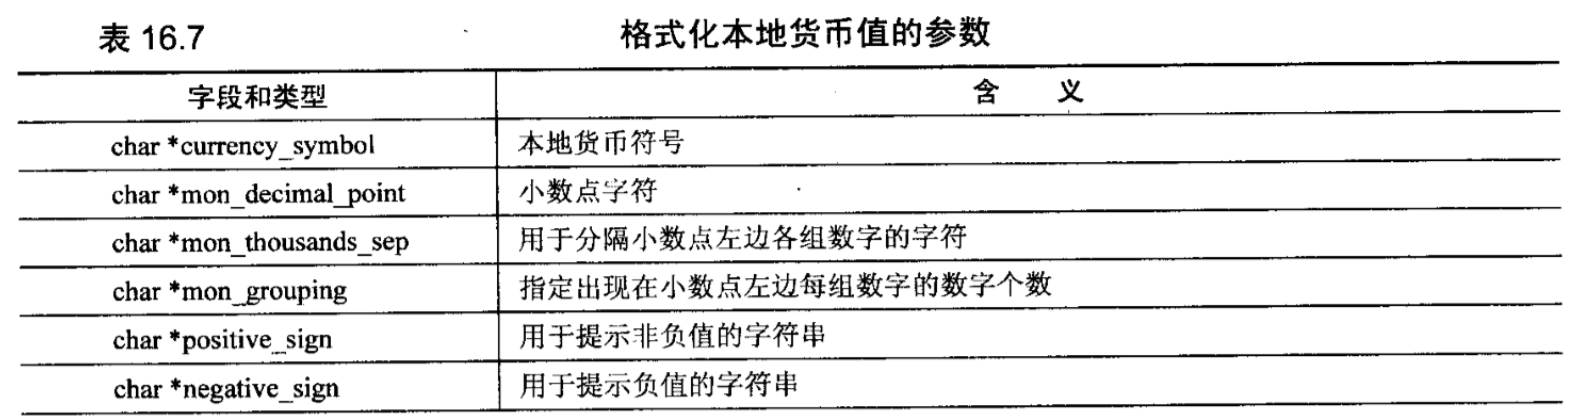 表 16.7 格式化本地货币值的参数
字段和类型 含 义
char *currency_symbol 本地货币符号
char *mon_decimal_point 小数点字符
char *mon_thousands_sep 用于分隔小数点左边各组数字的字符
char *mon_grouping 指定出现在小数点左边每组数字的数字个数
char *positive_sign 用于提示非负值的字符串
char *negative_sign 用于提示负值的字符串